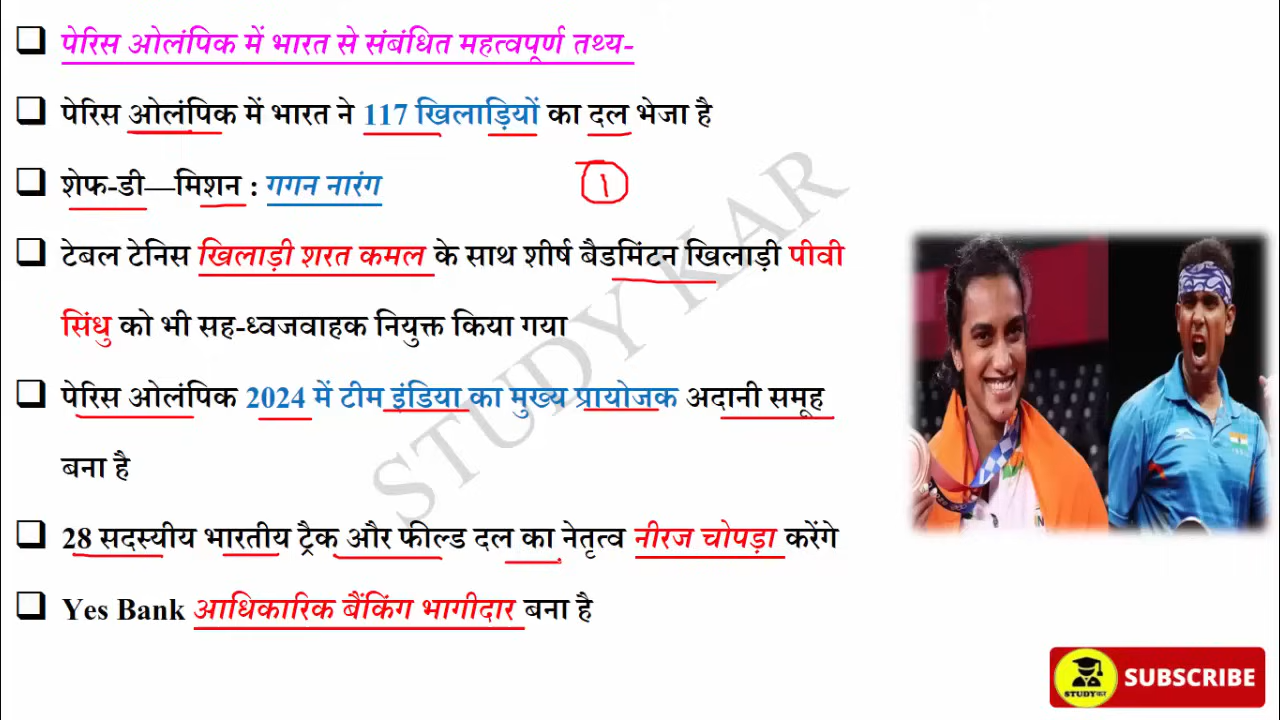 ❑ पेरिस ओलंपिक में भारत से संबंधित महत्वपूर्ण तथ्य-
❑ पेरिस ओलंपिक में भारत ने 117 खिलाड़ियों का दल भेजा है
❑ शेफ-डी—मिशन : गगन नारंग
1
❑ टेबल टेनिस खिलाड़ी शरत कमल के साथ शीर्ष बैडमिंटन खिलाड़ी पीवी
सिंधु को भी सह-ध्वजवाहक नियुक्त किया गया
❑ पेरिस ओलंपिक 2024 में टीम इंडिया का मुख्य प्रायोजक अदानी समूह
बना है
❑ 28 सदस्यीय भारतीय ट्रैक और फील्ड दल का नेतृत्व नीरज चोपड़ा करेंगे
❑ Yes Bank आधिकारिक बैंकिंग भागीदार बना है
STUDY KAR
STUDYकर
SUBSCRIBE